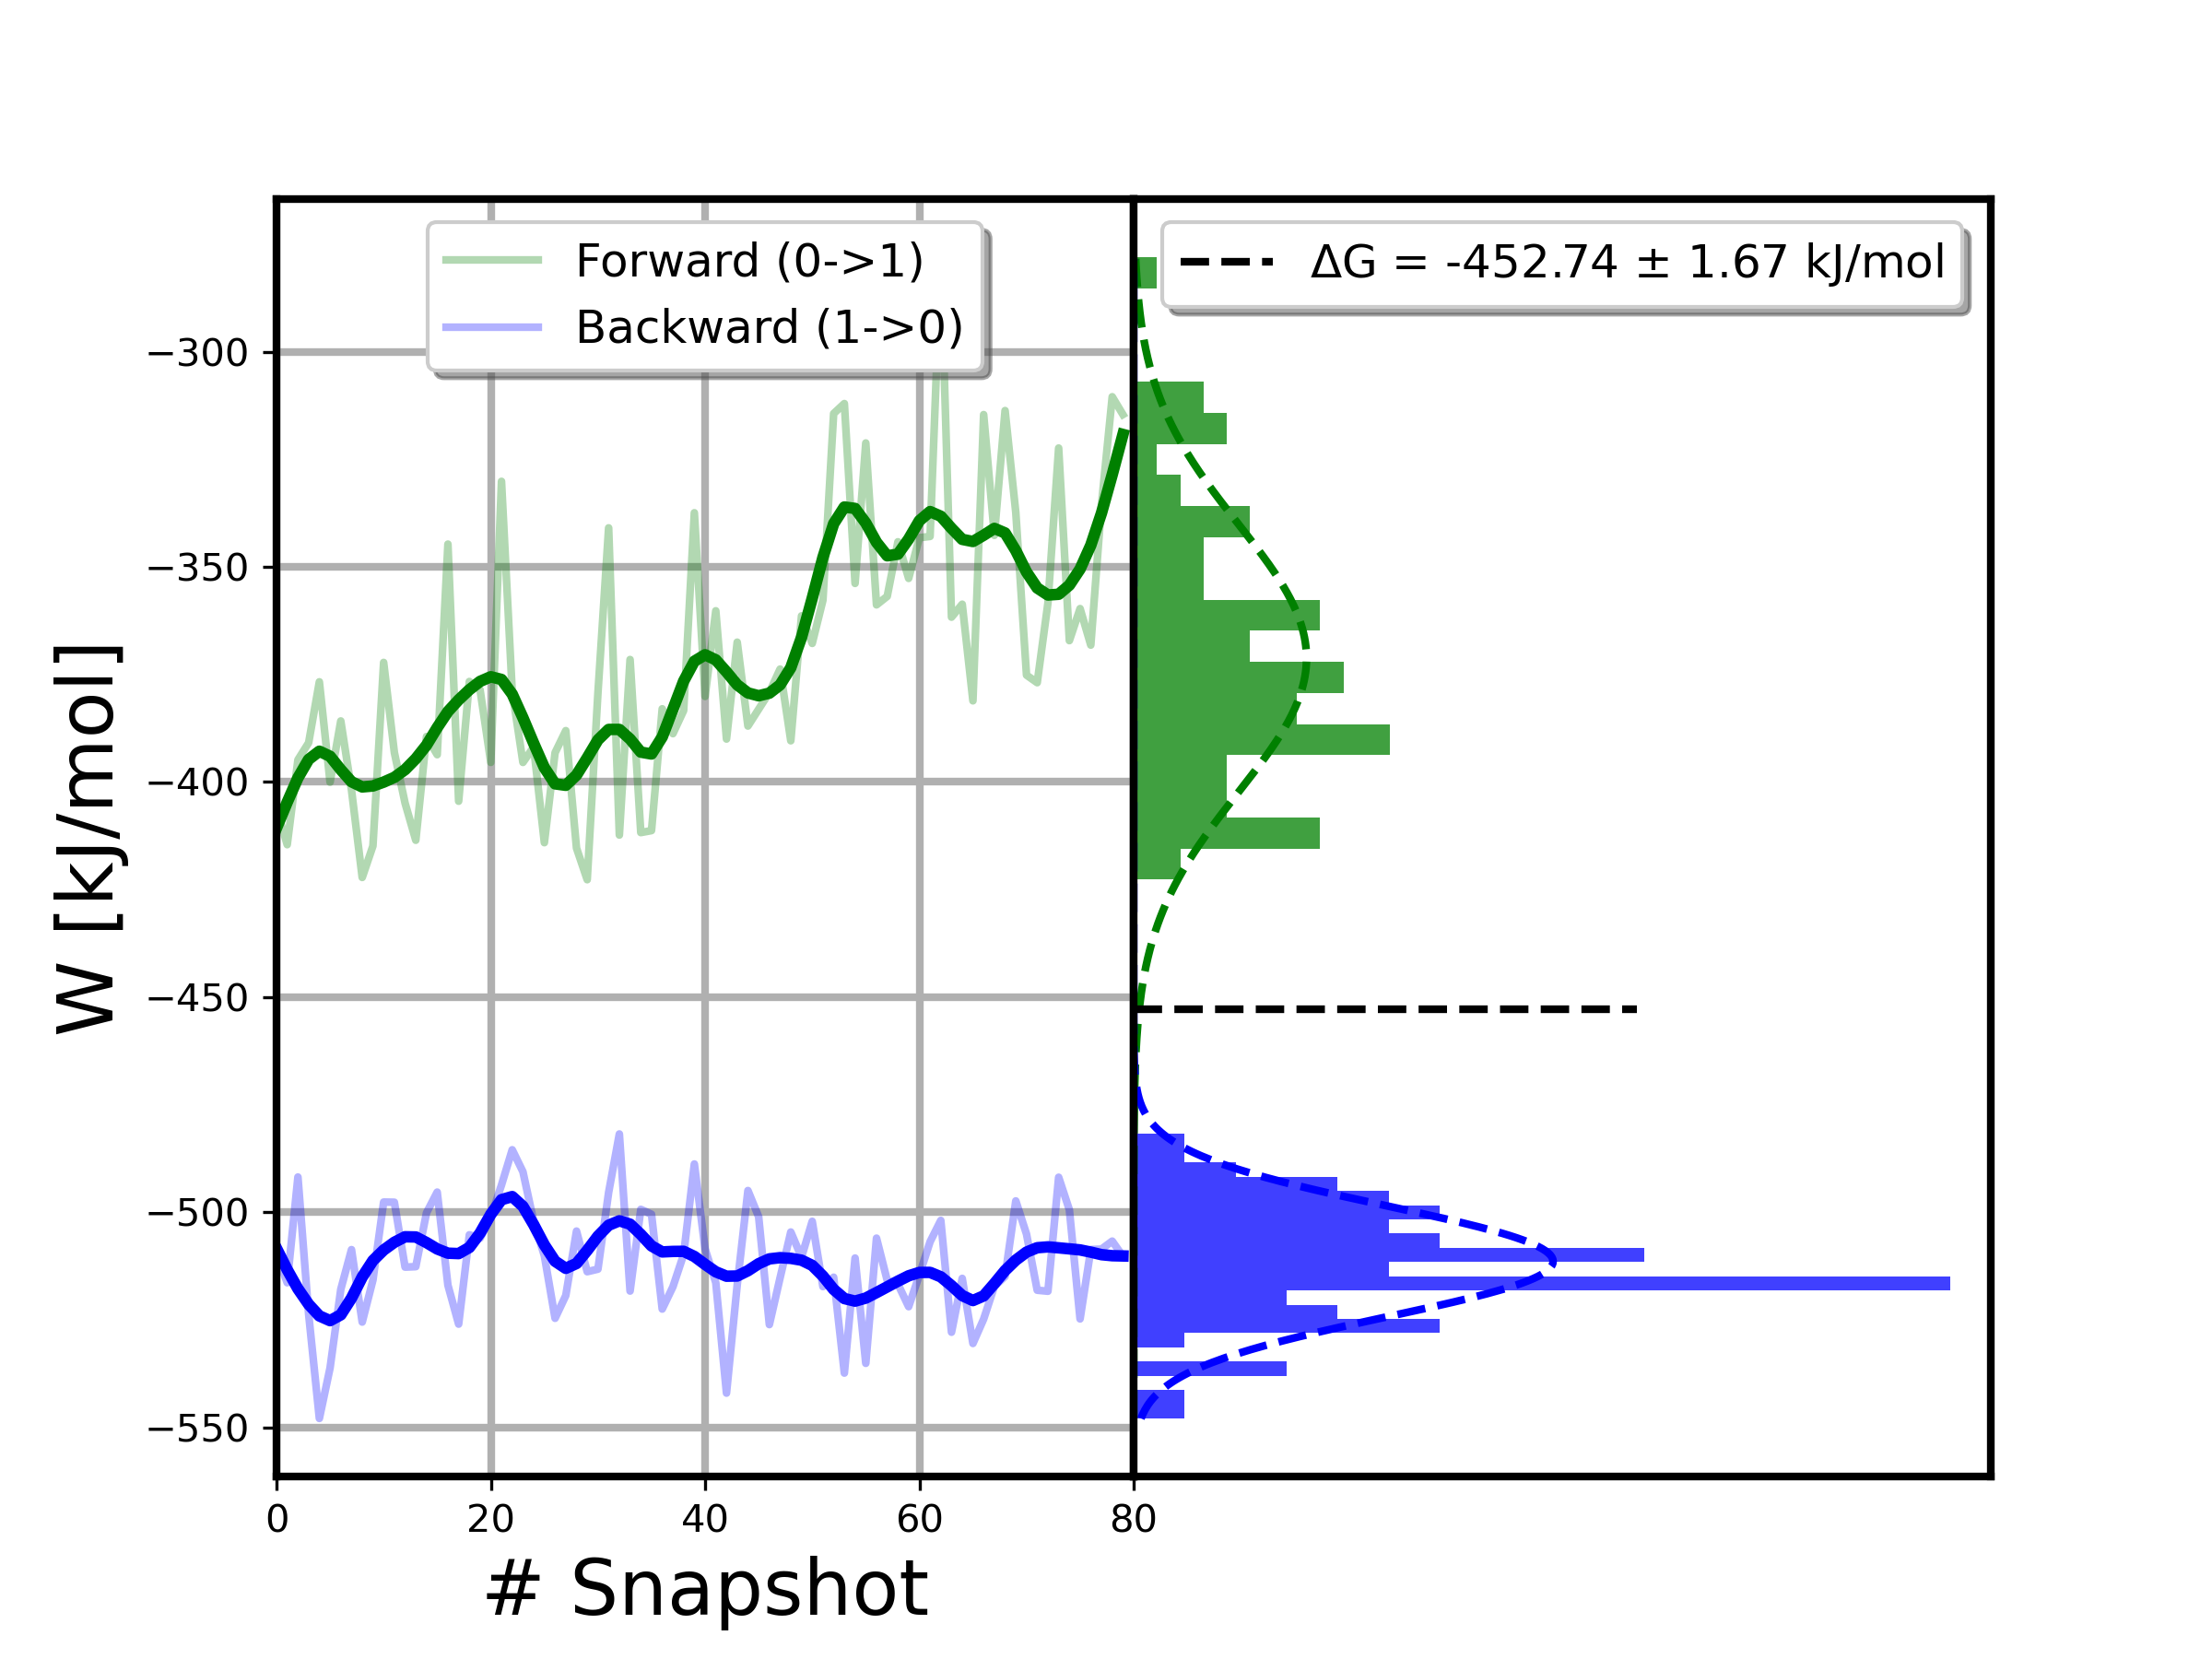 Forward (0->1)
Backward (1->0)
ΔG = -452.74 ± 1.67 kJ/mol
W [kJ/mol]
−300
−350
−400
−450
−500
−550
0 20 40 60 80
# Snapshot